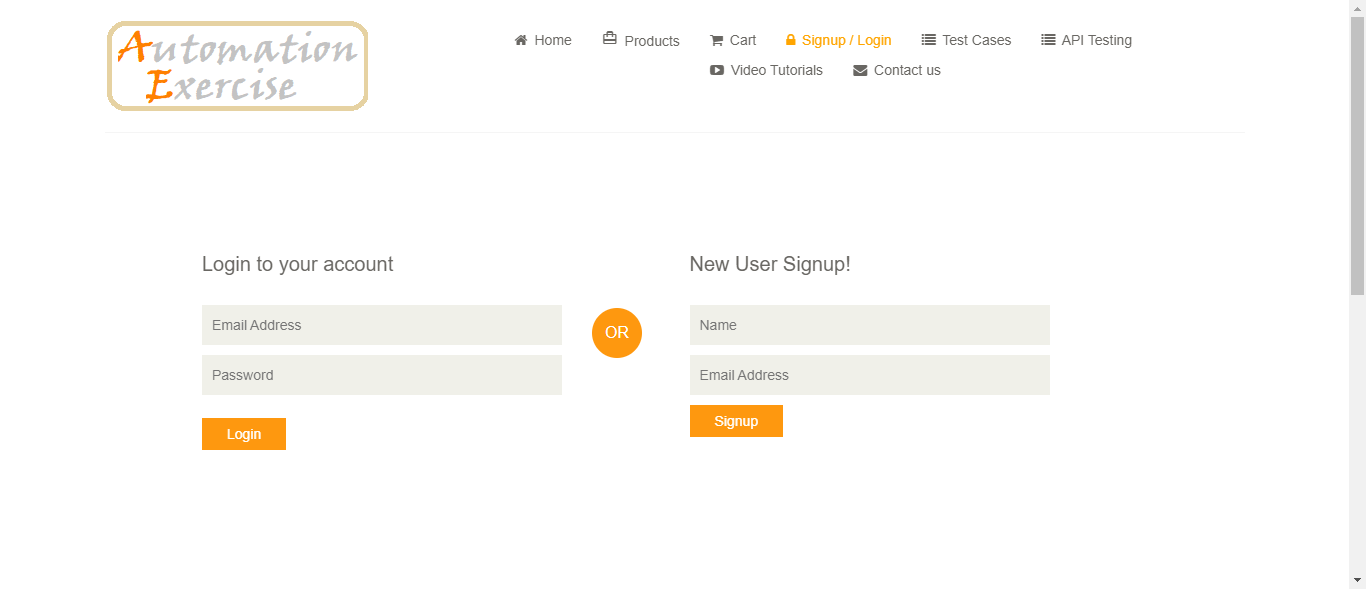 Automation
Exercise
Home Products Cart Signup / Login Test Cases API Testing
Video Tutorials Contact us
Login to your account
Email Address
Password
Login
OR
New User Signup!
Name
Email Address
Signup